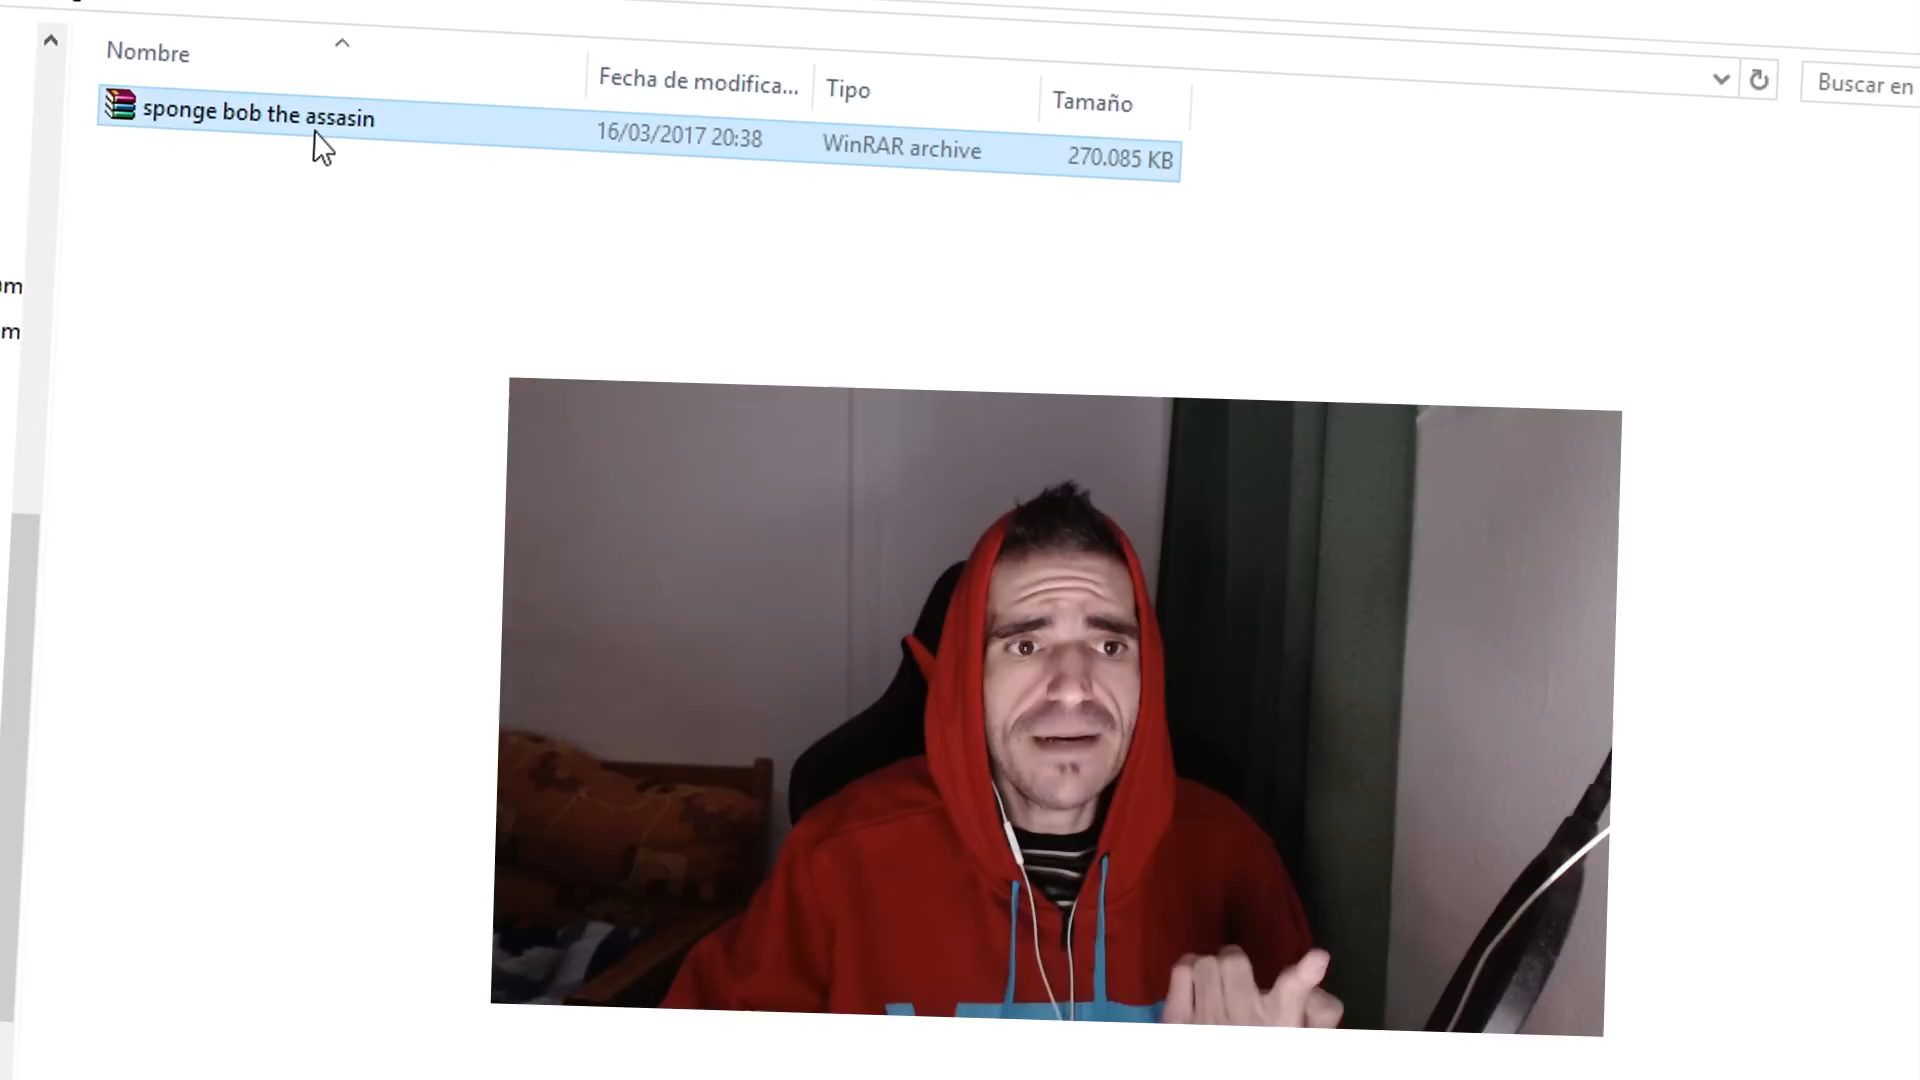 Nombre
Fecha de modifica...
Tipo
Tamaño
Buscar en
sponge bob the assasin
16/03/2017 20:38
WinRAR archive
270.085 KB